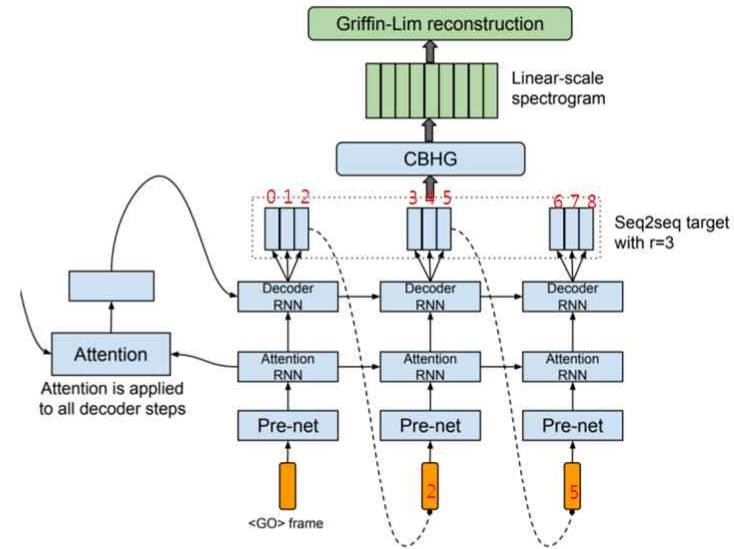 Griffin-Lim reconstruction
Linear-scale
spectrogram
CBHG
0 1 2
3 4 5
6 7 8
Seq2seq target
with r=3
Decoder
RNN
Decoder
RNN
Decoder
RNN
Attention
Attention is applied
to all decoder steps
Attention
RNN
Attention
RNN
Attention
RNN
Pre-net
Pre-net
Pre-net
2
5
<GO> frame